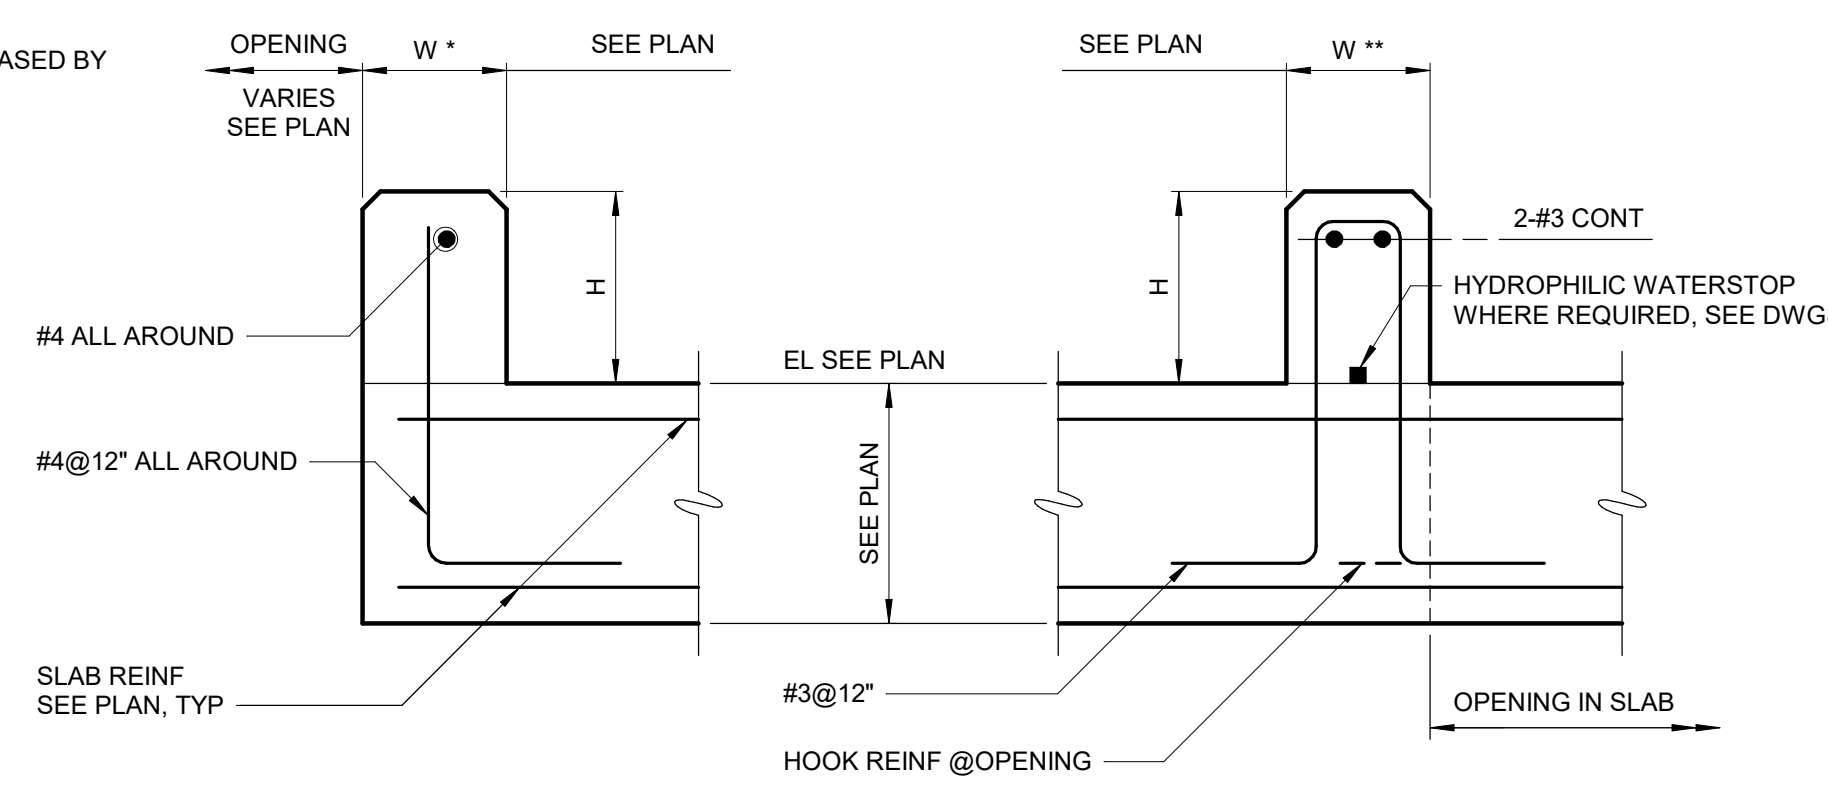 ASED BY
OPENING
VARIES
SEE PLAN
W *
SEE PLAN
SEE PLAN
W **
2-#3 CONT
HYDROPHILIC WATERSTOP
WHERE REQUIRED, SEE DWG
H
H
#4 ALL AROUND
EL SEE PLAN
#4@12" ALL AROUND
SEE PLAN
SLAB REINF
SEE PLAN, TYP
#3@12"
OPENING IN SLAB
HOOK REINF @OPENING